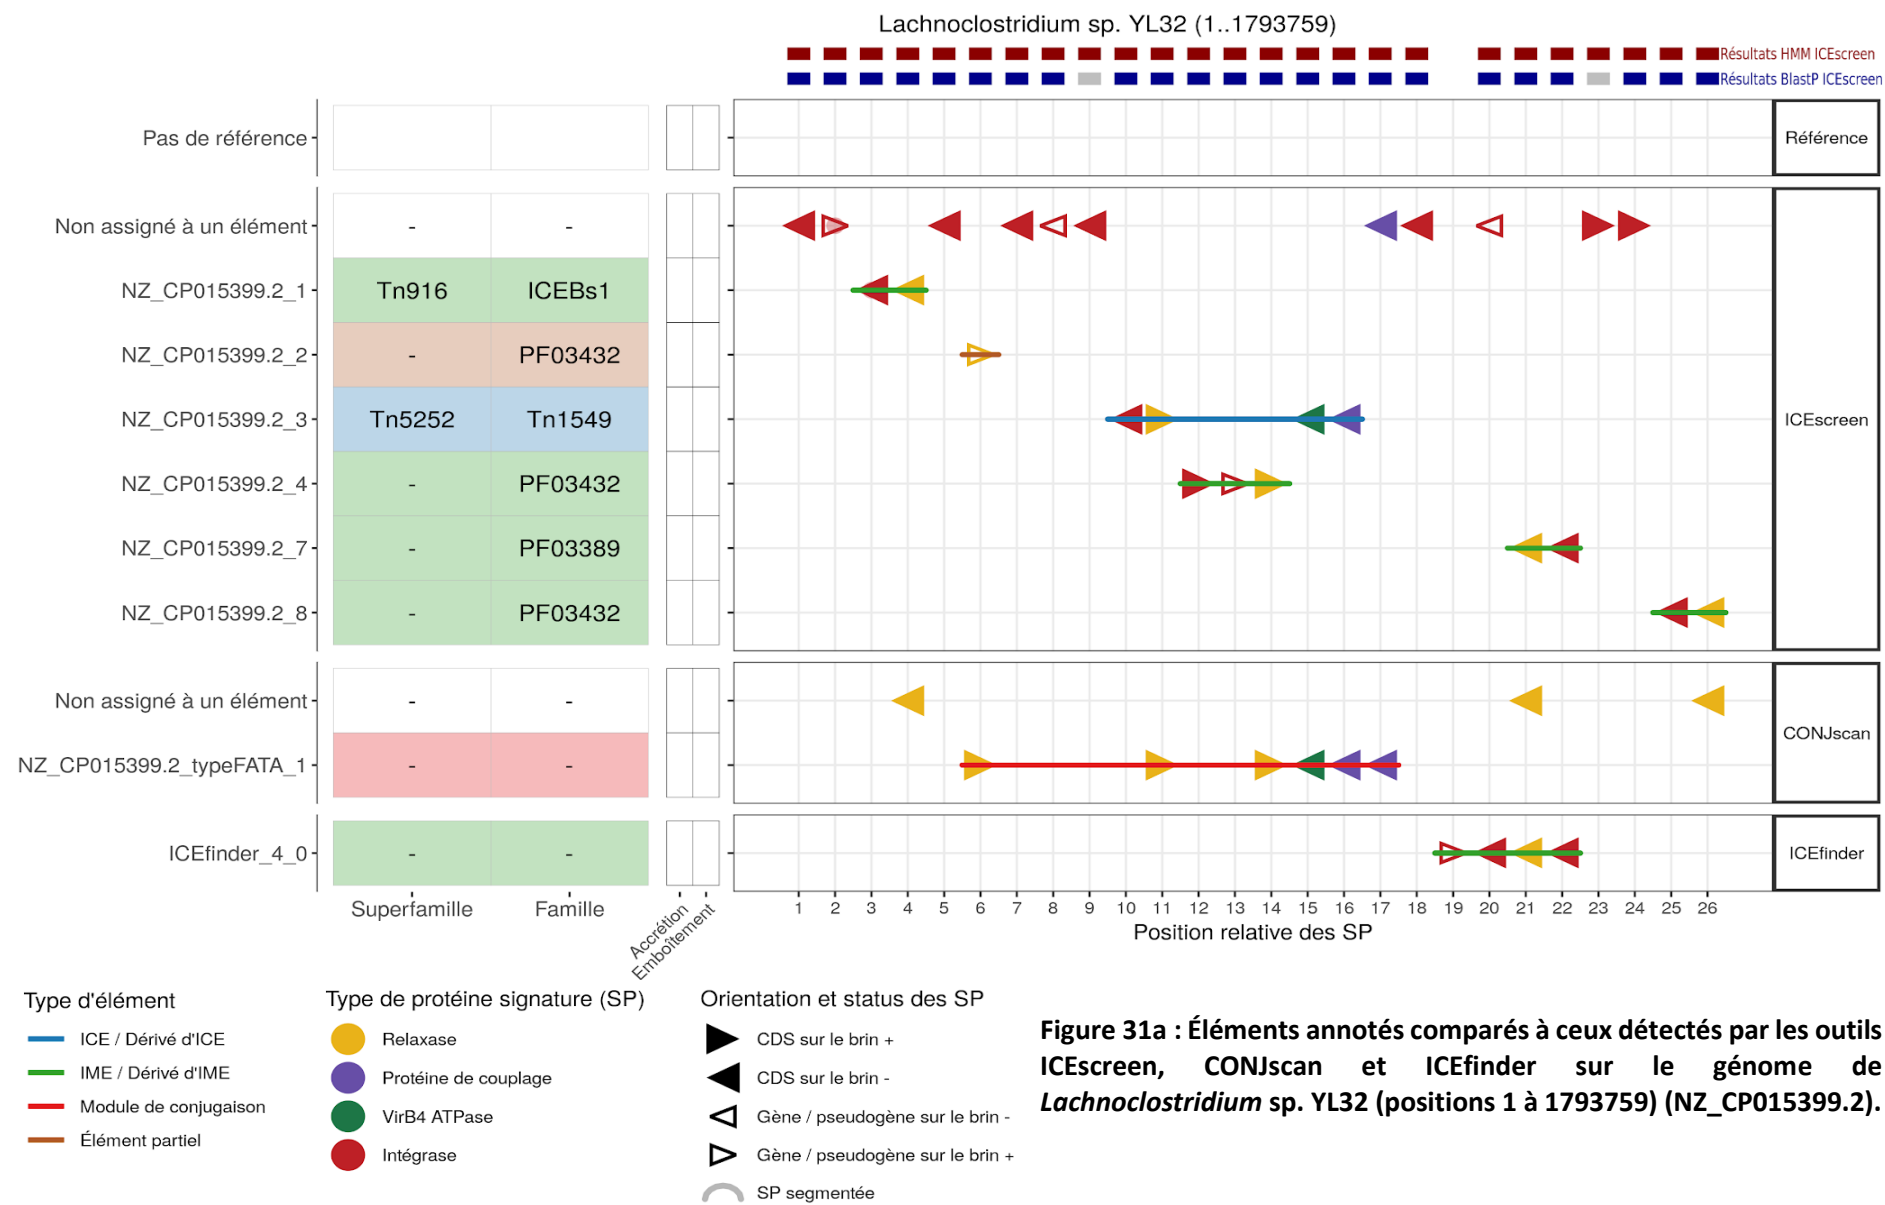 Lachnoclostridium sp. YL32 (1..1793759)
Résultats HMM ICEscreen
Résultats BlastP ICEscreen
Pas de référence
Référence
Non assigné à un élément - -
NZ_CP015399.2_1 Tn916 ICEBs1
NZ_CP015399.2_2 - PF03432
NZ_CP015399.2_3 Tn5252 Tn1549
ICEscreen
NZ_CP015399.2_4 - PF03432
NZ_CP015399.2_7 - PF03389
NZ_CP015399.2_8 - PF03432
Non assigné à un élément - -
CONJscan
NZ_CP015399.2_typeFATA_1 - -
ICEfinder_4_0 - -
ICEfinder
Superfamille Famille
Accrétion
Emboîtement
1 2 3 4 5 6 7 8 9 10 11 12 13 14 15 16 17 18 19 20 21 22 23 24 25 26
Position relative des SP
Type d'élément
ICE / Dérivé d'ICE
IME / Dérivé d'IME
Module de conjugaison
Élément partiel
Type de protéine signature (SP)
Relaxase
Protéine de couplage
VirB4 ATPase
Intégrase
Orientation et status des SP
CDS sur le brin +
CDS sur le brin -
Gène / pseudogène sur le brin -
Gène / pseudogène sur le brin +
SP segmentée
Figure 31a : Éléments annotés comparés à ceux détectés par les outils
ICEscreen, CONJscan et ICEfinder sur le génome de
Lachnoclostridium sp. YL32 (positions 1 à 1793759) (NZ_CP015399.2).